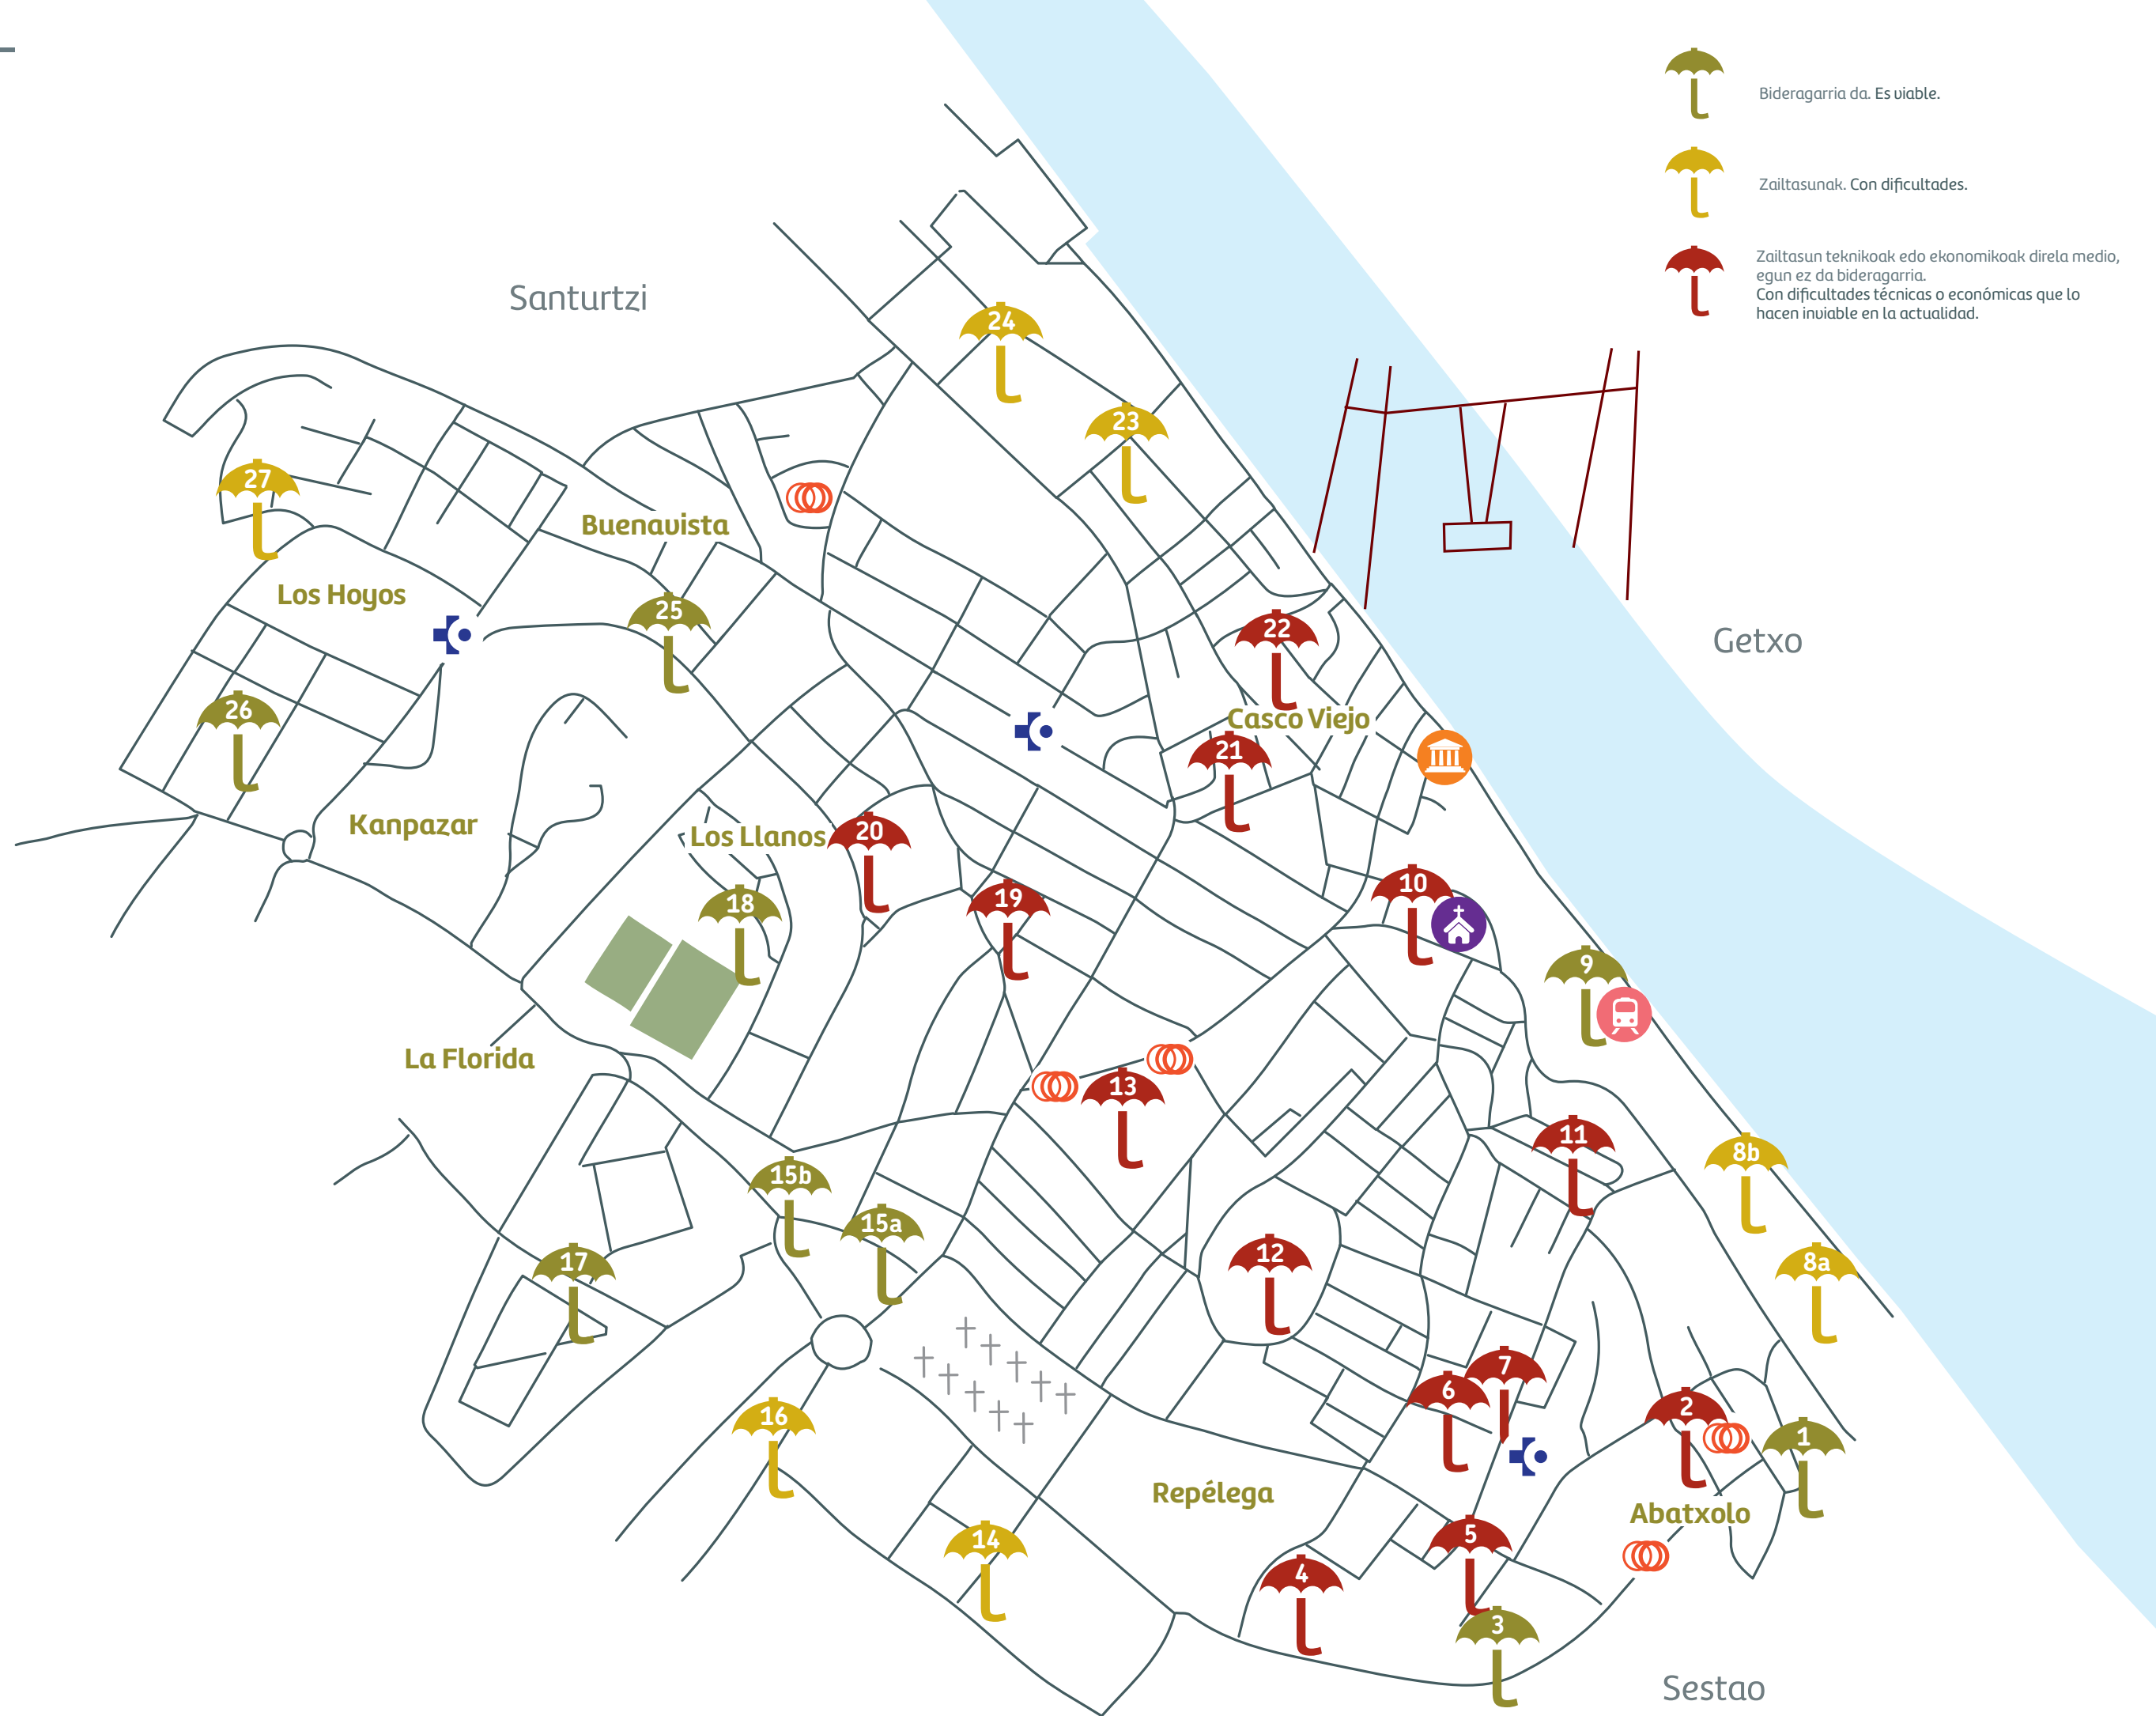 Bideragarria da. Es viable.
Zailtasunak. Con dificultades.
Zailtasun teknikoak edo ekonomikoak direla medio,
egun ez da bideragarria.
Con dificultades técnicas o económicas que lo
hacen inviable en la actualidad.
Santurtzi
24
23
27
Buenavista
Los Hoyos
25
22
Getxo
26
Casco Viejo
21
Kanpazar
Los Llanos
20
19
18
10
9
La Florida
13
11
8b
15b
15a
12
17
8a
7
6
2
16
1
Repélega
Abatxolo
14
5
4
3
Sestao